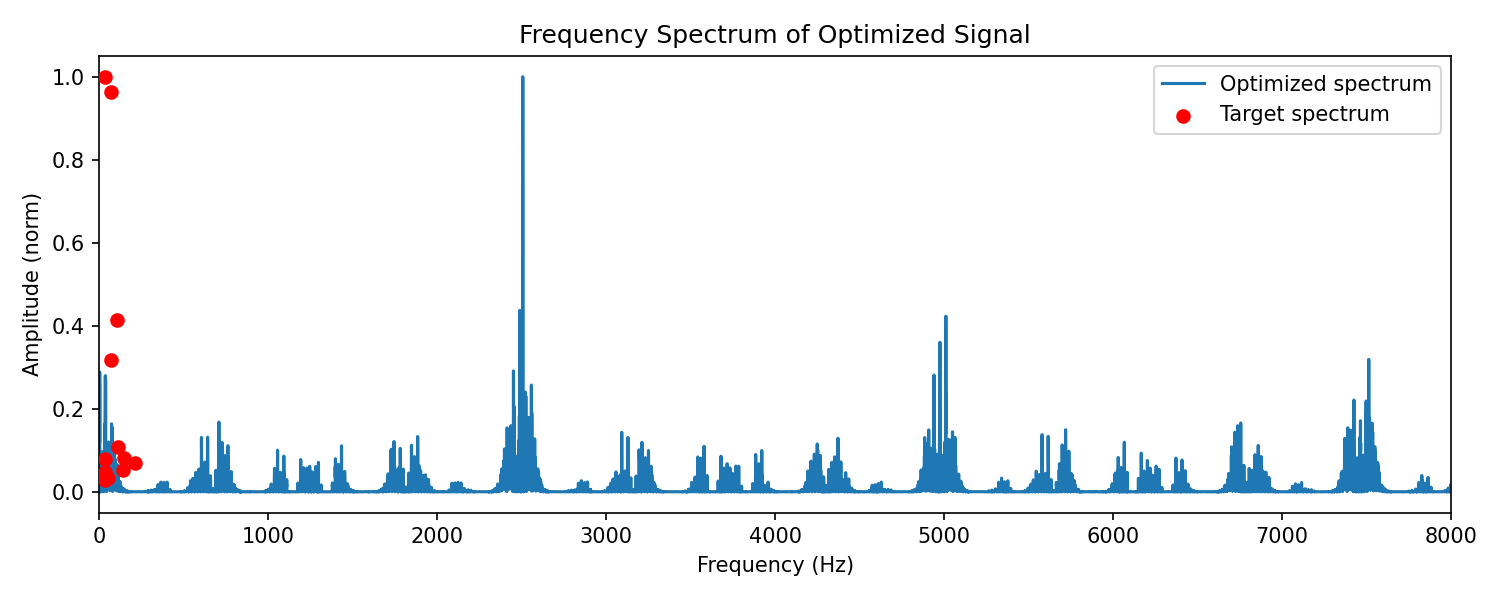 Frequency Spectrum of Optimized Signal
Optimized spectrum
Target spectrum
Amplitude (norm)
1.0
0.8
0.6
0.4
0.2
0.0
0 1000 2000 3000 4000 5000 6000 7000 8000
Frequency (Hz)